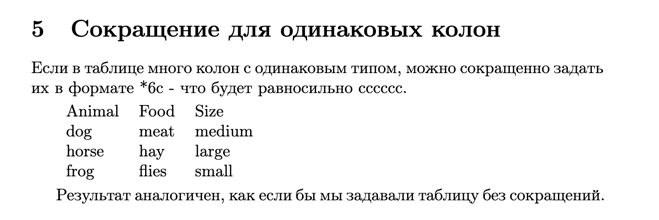 5 Сокращение для одинаковых колон
Если в таблице много колон с одинаковым типом, можно сокращенно задать
их в формате *6c - что будет равносильно cccccc.
Animal Food Size
dog meat medium
horse hay large
frog flies small
Результат аналогичен, как если бы мы задавали таблицу без сокращений.